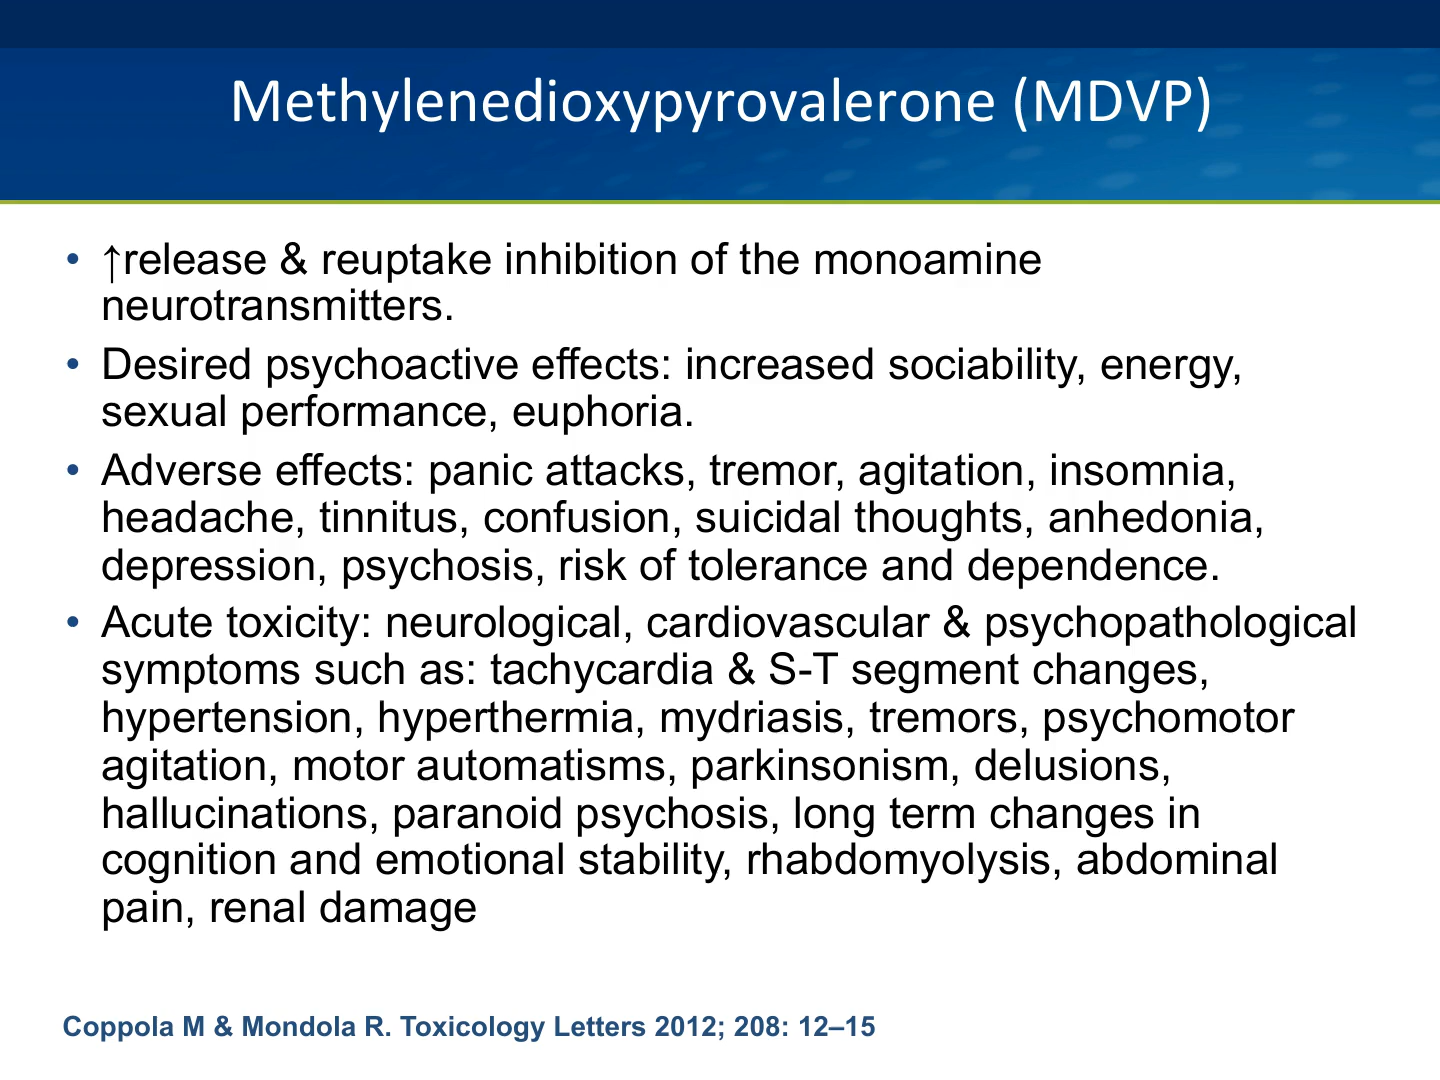 Methylenedioxypyrovalerone (MDVP)
• ↑release & reuptake inhibition of the monoamine
neurotransmitters.
• Desired psychoactive effects: increased sociability, energy,
sexual performance, euphoria.
• Adverse effects: panic attacks, tremor, agitation, insomnia,
headache, tinnitus, confusion, suicidal thoughts, anhedonia,
depression, psychosis, risk of tolerance and dependence.
• Acute toxicity: neurological, cardiovascular & psychopathological
symptoms such as: tachycardia & S-T segment changes,
hypertension, hyperthermia, mydriasis, tremors, psychomotor
agitation, motor automatisms, parkinsonism, delusions,
hallucinations, paranoid psychosis, long term changes in
cognition and emotional stability, rhabdomyolysis, abdominal
pain, renal damage
Coppola M & Mondola R. Toxicology Letters 2012; 208: 12–15